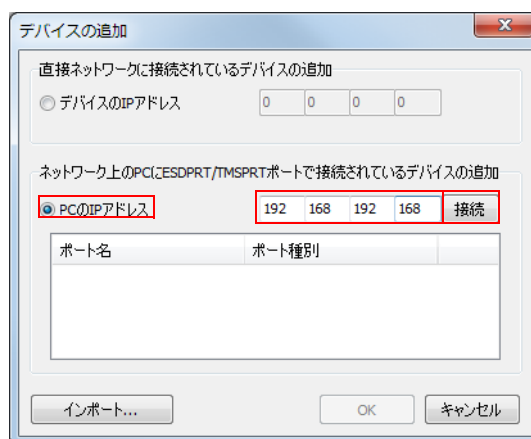 デバイスの追加
直接ネットワークに接続されているデバイスの追加
デバイスのIPアドレス 0 0 0 0
ネットワーク上のPCにESDPRT/TMSPRTポートで接続されているデバイスの追加
PCのIPアドレス 192 168 192 168 接続
ポート名 ポート種別
インポート... OK キャンセル